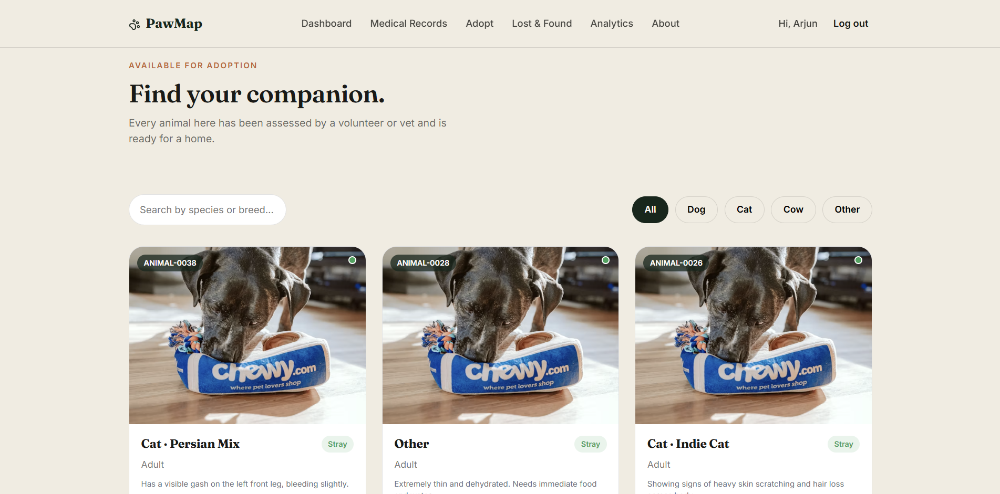 PawMap
Dashboard
Medical Records
Adopt
Lost & Found
Analytics
About
Hi, Arjun
Log out
AVAILABLE FOR ADOPTION
Find your companion.
Every animal here has been assessed by a volunteer or vet and is
ready for a home.
Search by species or breed...
All
Dog
Cat
Cow
Other
ANIMAL-0038
chewy.com
where pet lovers shop
Cat · Persian Mix
Stray
Adult
Has a visible gash on the left front leg, bleeding slightly.
ANIMAL-0028
chewy.com
where pet lovers shop
Other
Stray
Adult
Extremely thin and dehydrated. Needs immediate food
ANIMAL-0026
chewy.com
where pet lovers shop
Cat · Indie Cat
Stray
Adult
Showing signs of heavy skin scratching and hair loss